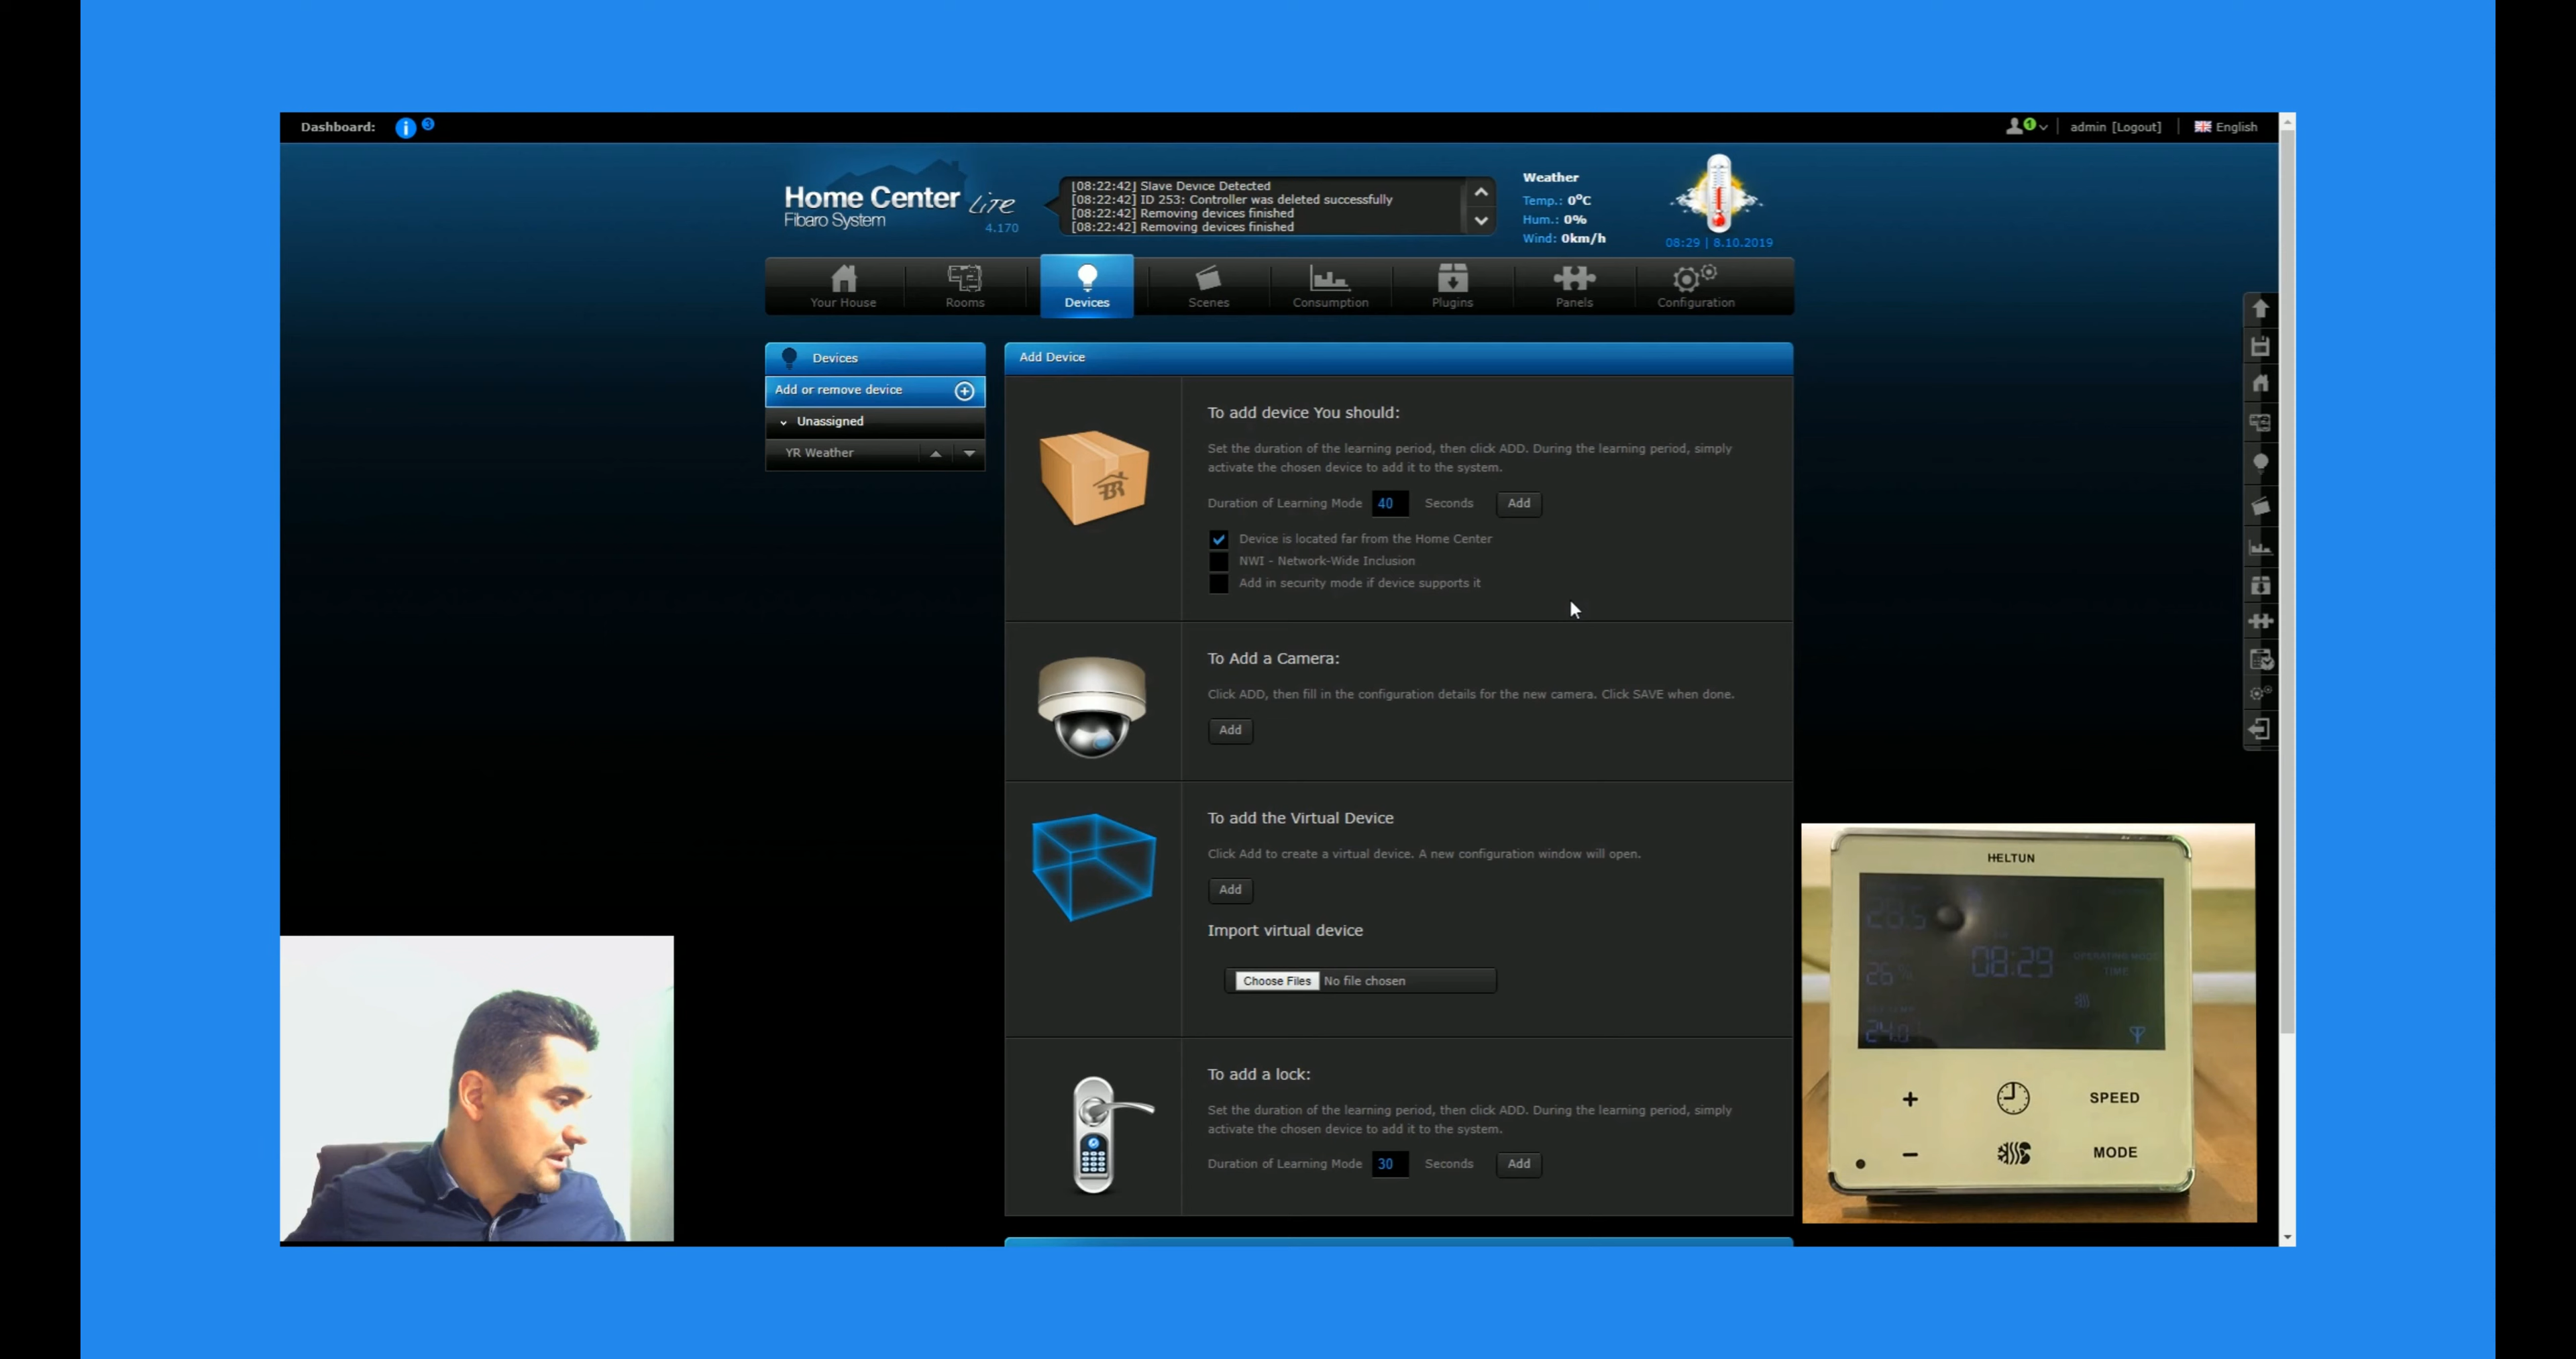 Dashboard: i 3
1 admin [Logout] English
Home Center Lite
Fibaro System
4.170
[08:22:42] Slave Device Detected
[08:22:42] ID 253: Controller was deleted successfully
[08:22:42] Removing devices finished
[08:22:42] Removing devices finished
Weather
Temp.: 0°C
Hum.: 0%
Wind: 0km/h
08:29 | 8.10.2019
Your House
Rooms
Devices
Scenes
Consumption
Plugins
Panels
Configuration
Devices
Add or remove device
Unassigned
YR Weather
Add Device
To add device You should:
Set the duration of the learning period, then click ADD. During the learning period, simply
activate the chosen device to add it to the system.
Duration of Learning Mode 40 Seconds Add
Device is located far from the Home Center
NWI - Network-Wide Inclusion
Add in security mode if device supports it
To Add a Camera:
Click ADD, then fill in the configuration details for the new camera. Click SAVE when done.
Add
To add the Virtual Device
Click Add to create a virtual device. A new configuration window will open.
Add
Import virtual device
Choose Files No file chosen
To add a lock:
Set the duration of the learning period, then click ADD. During the learning period, simply
activate the chosen device to add it to the system.
Duration of Learning Mode 30 Seconds Add
HELTUN
08:29
OPERATING MODE
TIME
26
24.0
+ SPEED
− MODE